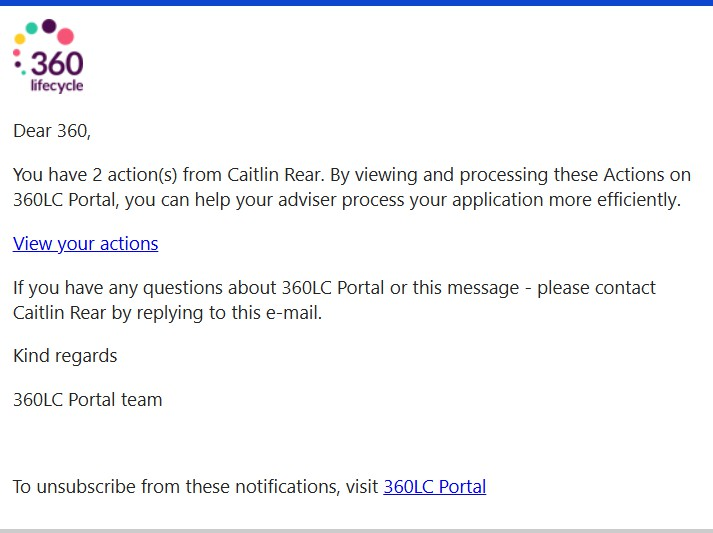 360
lifecycle
Dear 360,
You have 2 action(s) from Caitlin Rear. By viewing and processing these Actions on
360LC Portal, you can help your adviser process your application more efficiently.
View your actions
If you have any questions about 360LC Portal or this message - please contact
Caitlin Rear by replying to this e-mail.
Kind regards
360LC Portal team
To unsubscribe from these notifications, visit 360LC Portal